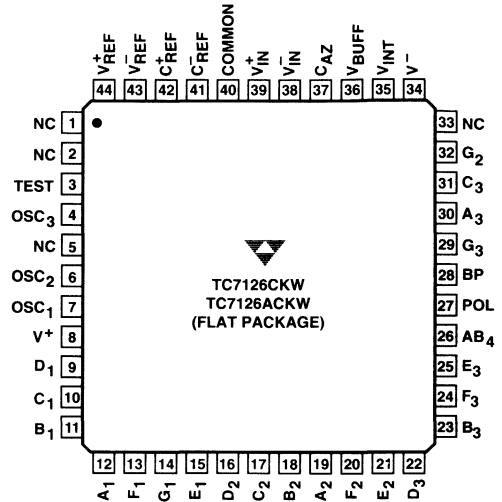 V+REF
V-REF
C+REF
C-REF
COMMON
V+IN
V-IN
CAZ
VBUFF
VINT
V-
44 43 42 41 40 39 38 37 36 35 34
NC 1
NC 2
TEST 3
OSC3 4
NC 5
OSC2 6
OSC1 7
V+ 8
D1 9
C1 10
B1 11
TC7126CKW
TC7126ACKW
(FLAT PACKAGE)
33 NC
32 G2
31 C3
30 A3
29 G3
28 BP
27 POL
26 AB4
25 E3
24 F3
23 B3
12 13 14 15 16 17 18 19 20 21 22
A1
F1
G1
E1
D2
C2
B2
A2
F2
E2
D3